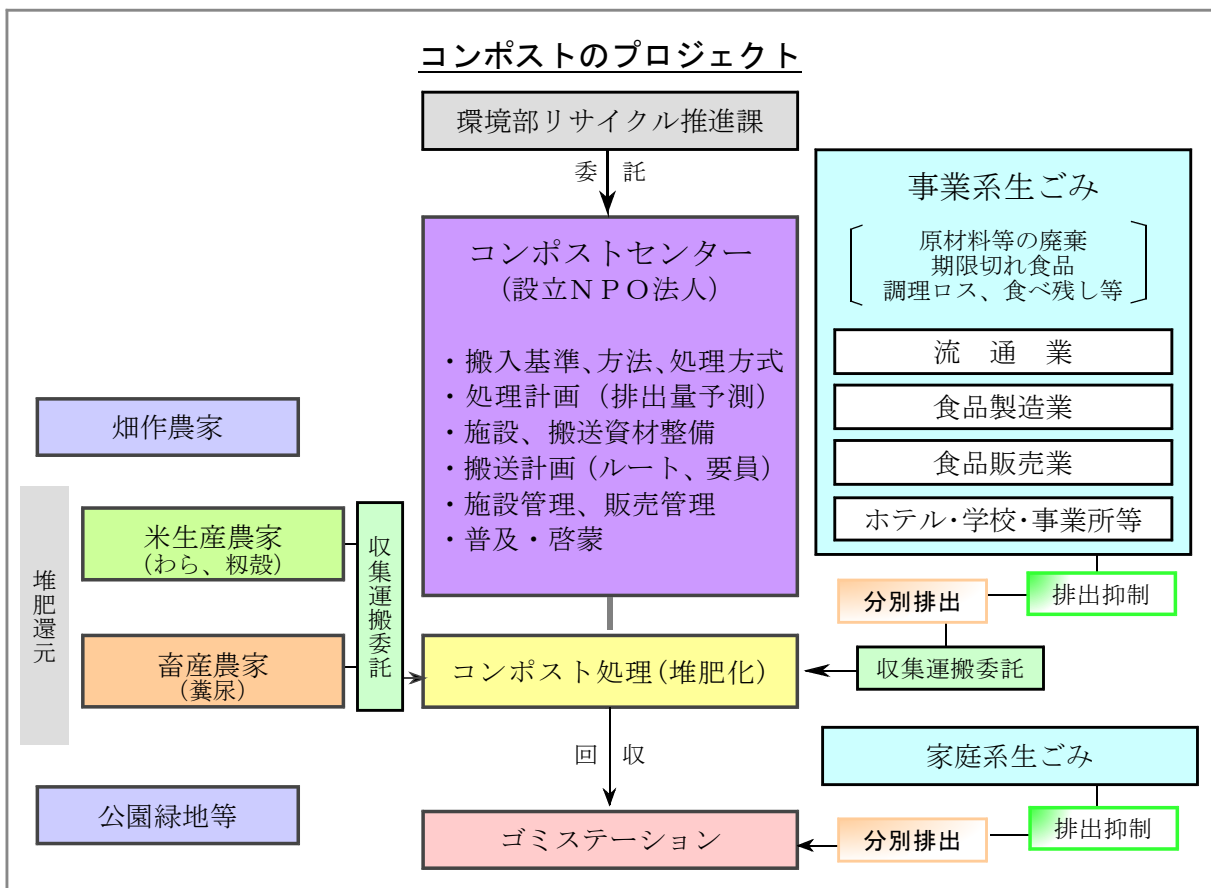 コンポストのプロジェクト
環境部リサイクル推進課
委 託
コンポストセンター
（設立ＮＰＯ法人）
・搬入基準、方法、処理方式
・処理計画（排出量予測）
・施設、搬送資材整備
・搬送計画（ルート、要員）
・施設管理、販売管理
・普及・啓蒙
事業系生ごみ
原材料等の廃棄
期限切れ食品
調理ロス、食べ残し等
流 通 業
食品製造業
食品販売業
ホテル・学校・事業所等
排出抑制
分別排出
収集運搬委託
畑作農家
堆肥還元
米生産農家
（わら、籾殻）
畜産農家
（糞尿）
収集運搬委託
公園緑地等
コンポスト処理（堆肥化）
回 収
ゴミステーション
家庭系生ごみ
排出抑制
分別排出